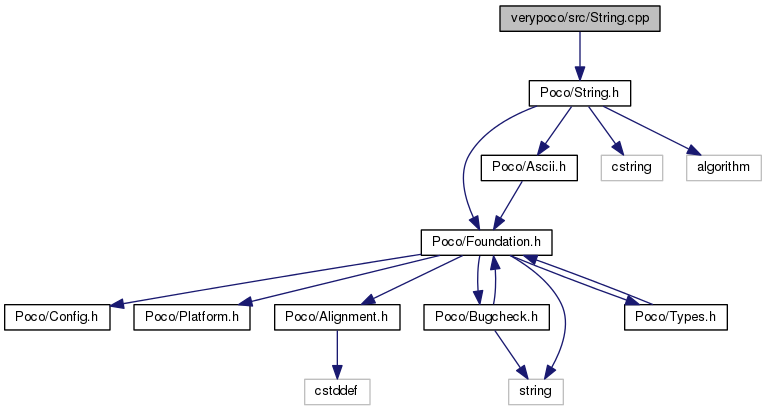 verypoco/src/String.cpp
Poco/String.h
Poco/Ascii.h
cstring
algorithm
Poco/Foundation.h
Poco/Config.h
Poco/Platform.h
Poco/Alignment.h
Poco/Bugcheck.h
Poco/Types.h
cstddef
string